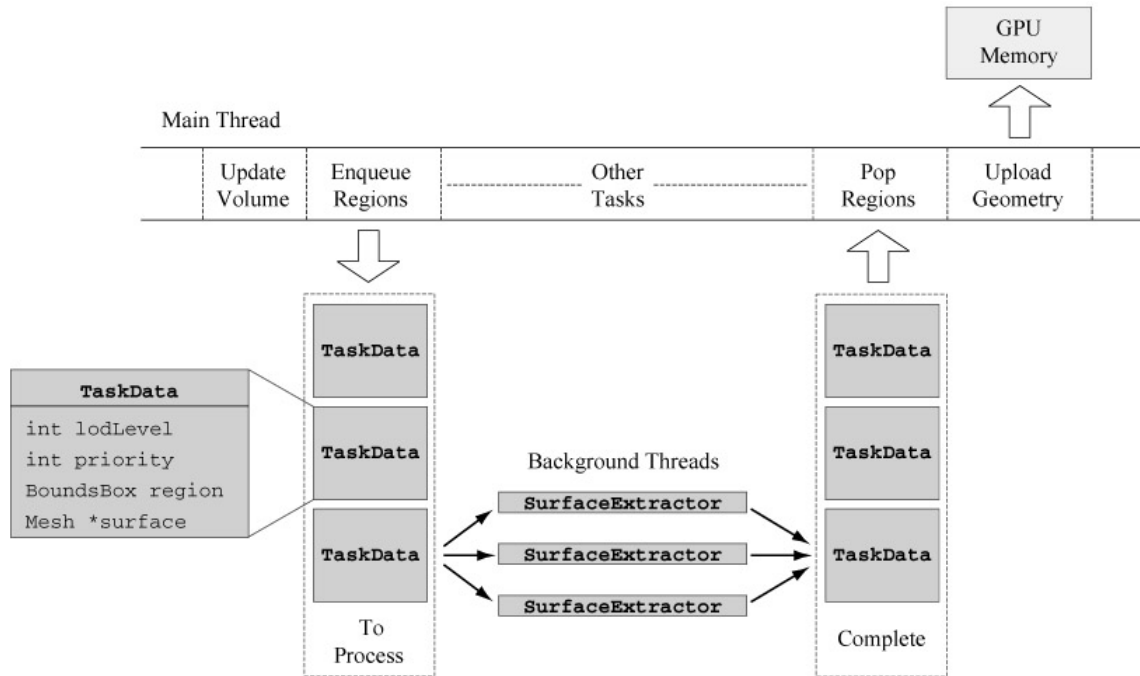 GPU
Memory
Main Thread
Update
Volume
Enqueue
Regions
Other
Tasks
Pop
Regions
Upload
Geometry
TaskData
TaskData
TaskData
TaskData
int lodLevel
int priority
BoundsBox region
Mesh *surface
To
Process
Background Threads
SurfaceExtractor
SurfaceExtractor
SurfaceExtractor
TaskData
TaskData
TaskData
Complete